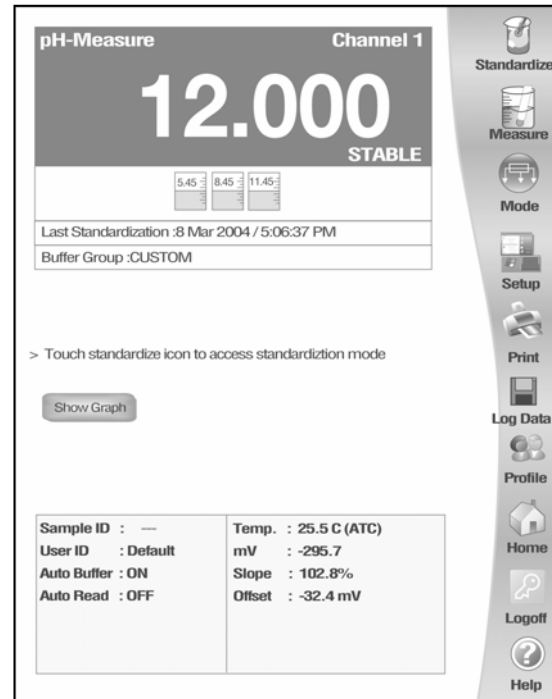 pH-Measure Channel 1
12.000
STABLE
5.45 8.45 11.45
Last Standardization :8 Mar 2004 / 5:06:37 PM
Buffer Group :CUSTOM
> Touch standardize icon to access standardiztion mode
Show Graph
Sample ID : ---
User ID : Default
Auto Buffer : ON
Auto Read : OFF
Temp. : 25.5 C (ATC)
mV : -295.7
Slope : 102.8%
Offset : -32.4 mV
Standardize
Measure
Mode
Setup
Print
Log Data
Profile
Home
Logoff
?
Help